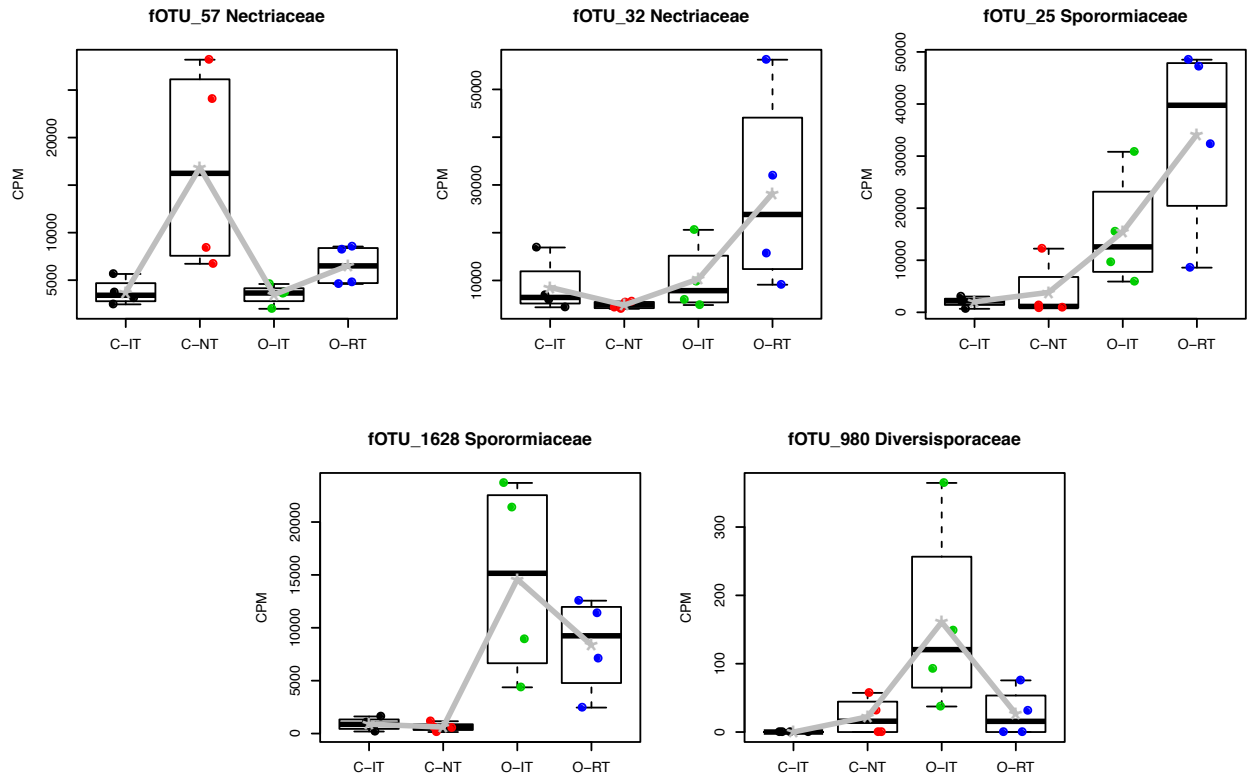 fOTU_57 Nectriaceae
CPM
5000
10000
20000
C−IT
C−NT
O−IT
O−RT
fOTU_32 Nectriaceae
CPM
10000
30000
50000
C−IT
C−NT
O−IT
O−RT
fOTU_25 Sporormiaceae
CPM
0
10000
20000
30000
40000
50000
C−IT
C−NT
O−IT
O−RT
fOTU_1628 Sporormiaceae
CPM
0
5000
10000
15000
20000
C−IT
C−NT
O−IT
O−RT
fOTU_980 Diversisporaceae
CPM
0
100
200
300
C−IT
C−NT
O−IT
O−RT